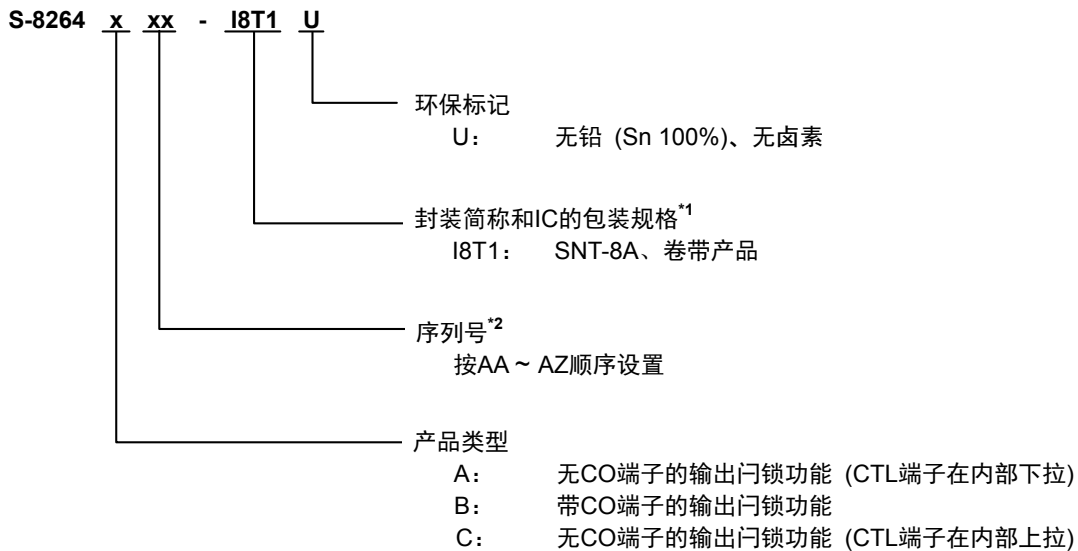 S-8264 x xx - I8T1 U
环保标记
U： 无铅 (Sn 100%)、无卤素
封装简称和IC的包装规格*1
I8T1： SNT-8A、卷带产品
序列号*2
按AA ~ AZ顺序设置
产品类型
A： 无CO端子的输出闩锁功能 (CTL端子在内部下拉)
B： 带CO端子的输出闩锁功能
C： 无CO端子的输出闩锁功能 (CTL端子在内部上拉)